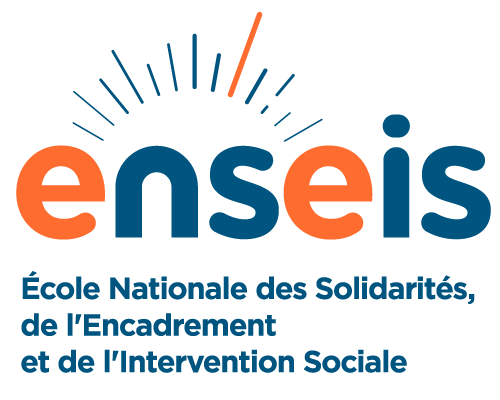 enseis
École Nationale des Solidarités,
de l'Encadrement
et de l'Intervention Sociale